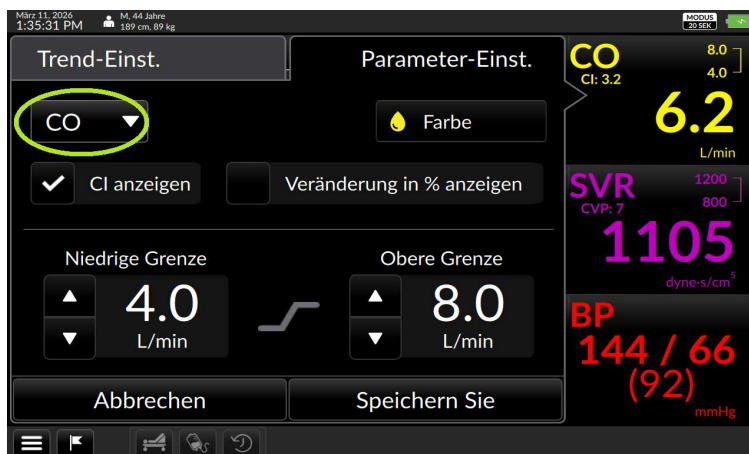 März 11, 2026
1:35:31 PM
M, 44 Jahre
189 cm, 89 kg
MODUS
20 SEK
Trend-Einst.
Parameter-Einst.
CO
Farbe
CI anzeigen
Veränderung in % anzeigen
Niedrige Grenze
4.0
L/min
Obere Grenze
8.0
L/min
Abbrechen
Speichern Sie
CO
CI: 3.2
8.0
4.0
6.2
L/min
SVR
CVP: 7
1200
800
1105
dyne·s/cm⁵
BP
144 / 66
(92)
mmHg